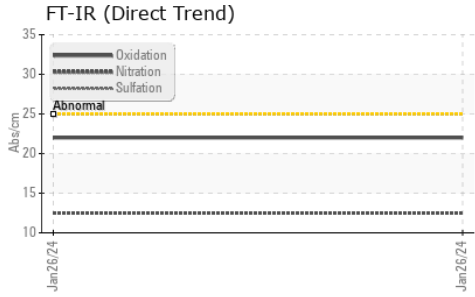 FT-IR (Direct Trend)
35
30
25
20
15
10
Abs/cm
Oxidation
Nitration
Sulfation
Abnormal
Jan26/24
Jan26/24